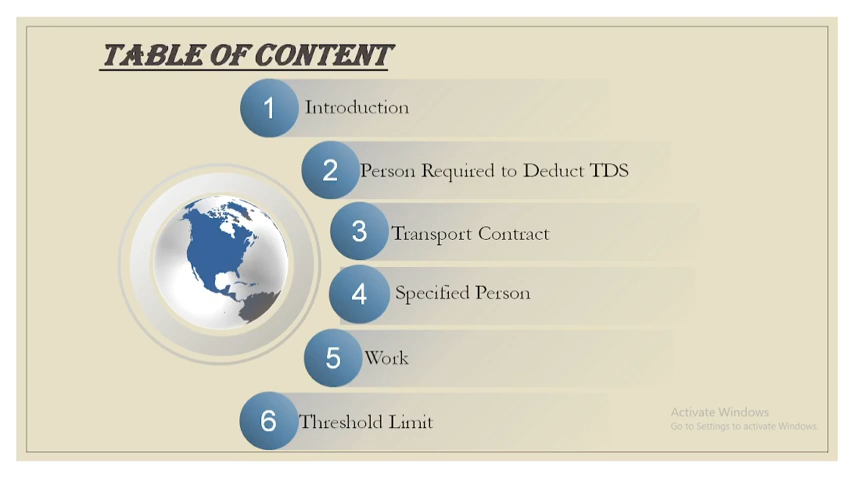 TABLE OF CONTENT
1 Introduction
2 Person Required to Deduct TDS
3 Transport Contract
4 Specified Person
5 Work
6 Threshold Limit
Activate Windows
Go to Settings to activate Windows.